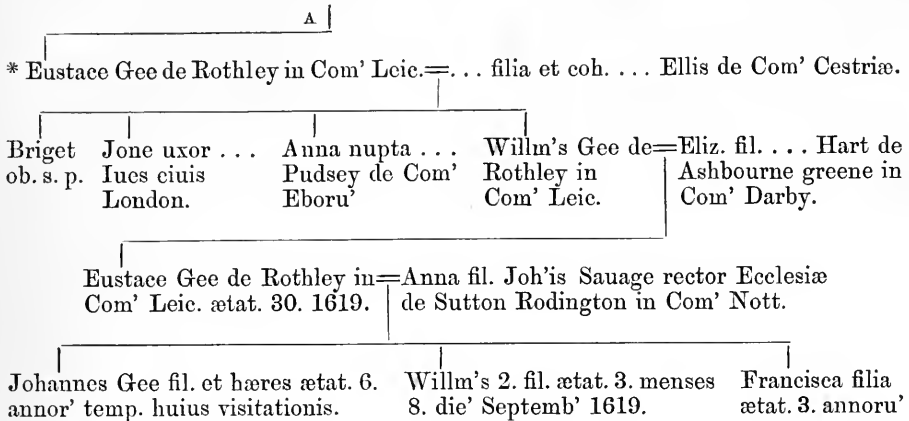 A
* Eustace Gee de Rothley in Com' Leic.=... filia et coh. ... Ellis de Com' Cestriæ.
Briget
ob. s. p.
Jone uxor ...
Iues ciuis
London.
Anna nupta ...
Pudsey de Com'
Eboru'
Willm's Gee de
Rothley in
Com' Leic.
=Eliz. fil. ... Hart de
Ashbourne greene in
Com' Darby.
Eustace Gee de Rothley in
Com' Leic. ætat. 30. 1619.
=Anna fil. Joh'is Sauage rector Ecclesiæ
de Sutton Rodington in Com' Nott.
Johannes Gee fil. et hæres ætat. 6.
annor' temp. huius visitationis.
Willm's 2. fil. ætat. 3. menses
8. die' Septemb' 1619.
Francisca filia
ætat. 3. annoru'